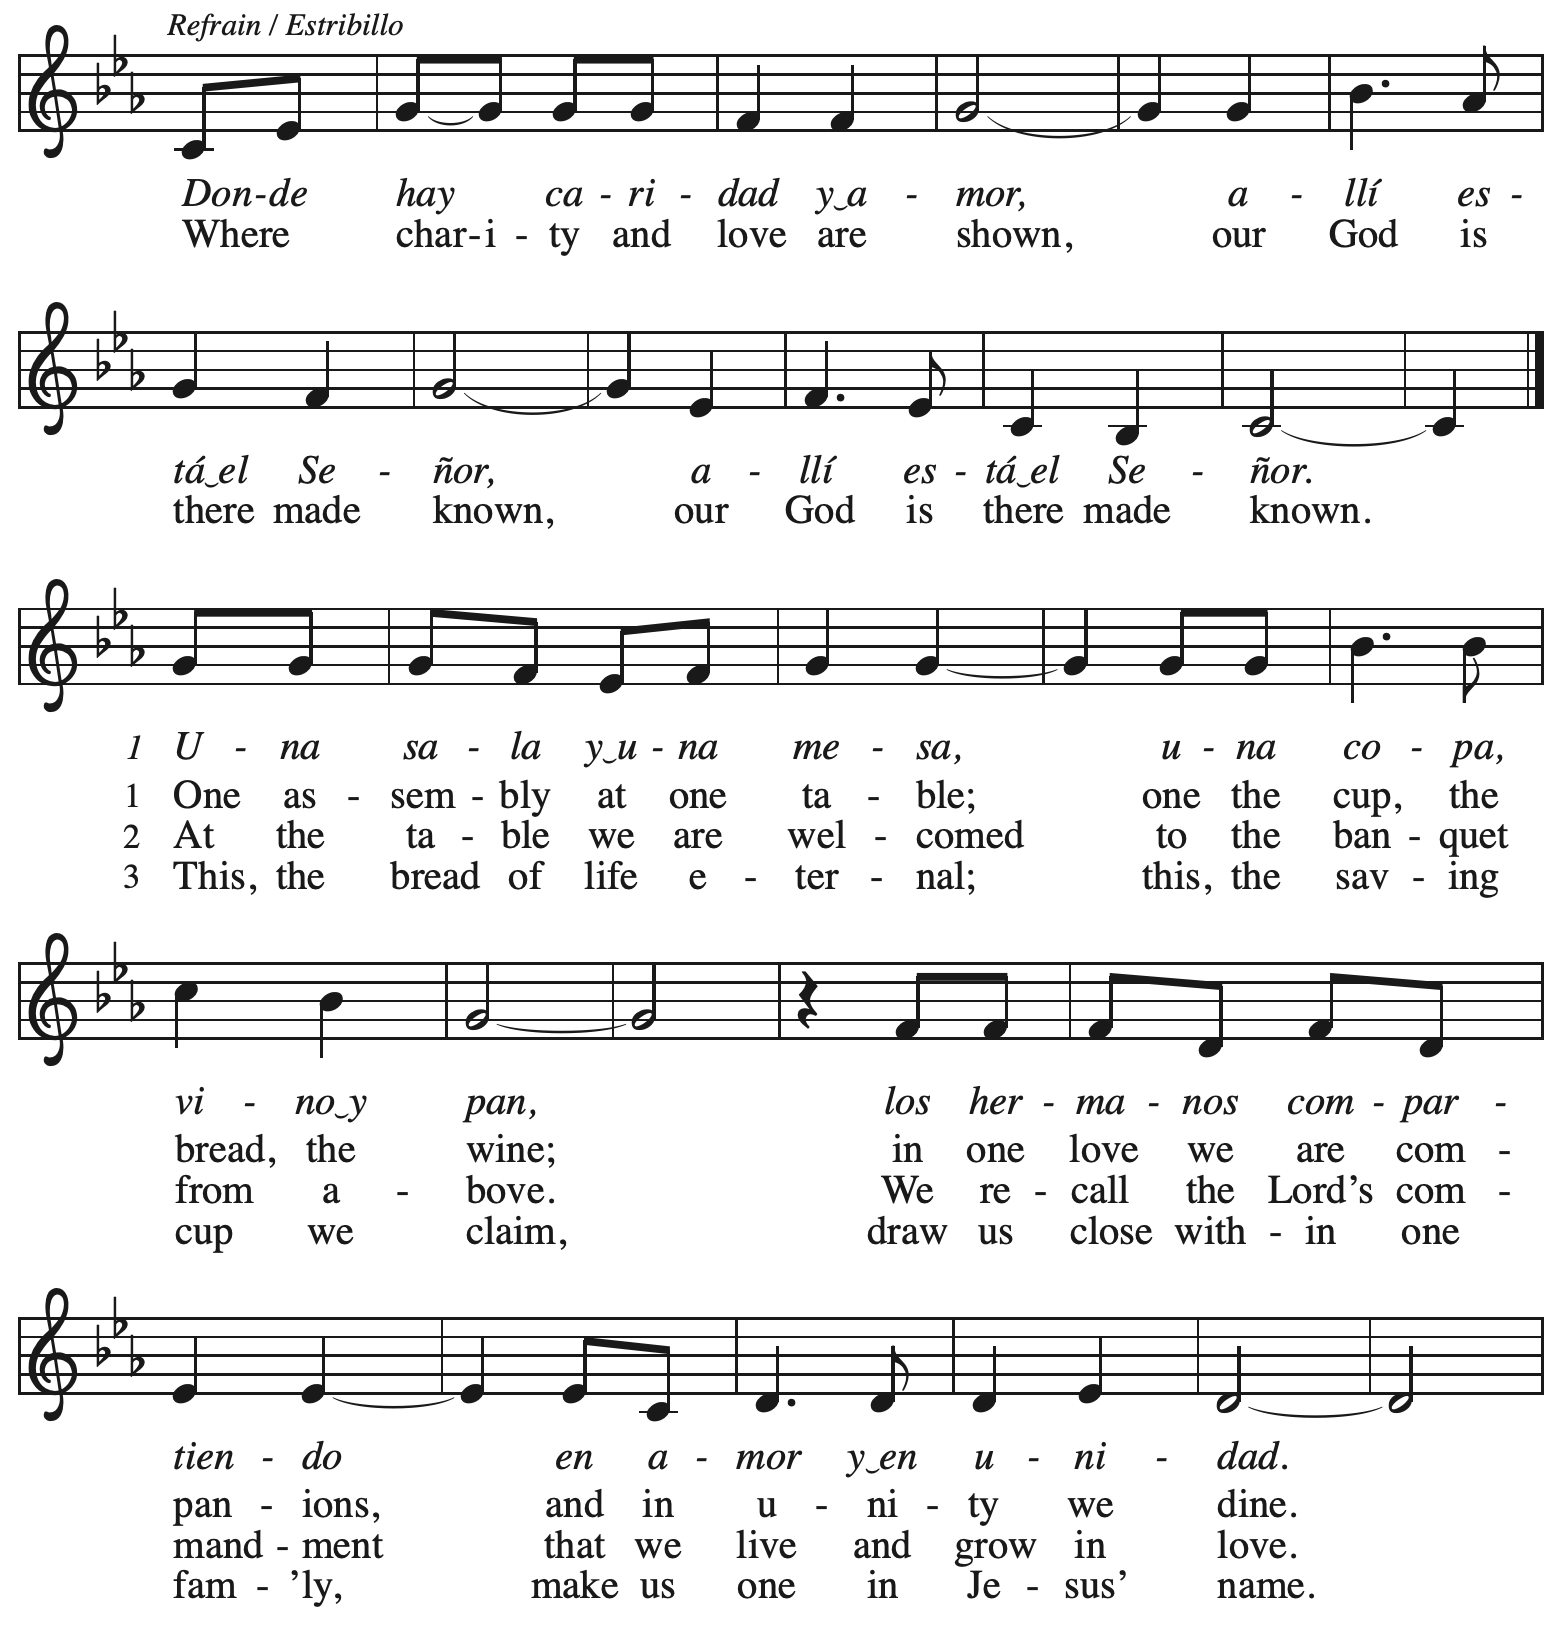 Refrain / Estribillo
Don-de hay ca - ri - dad y‿a - mor, a - llí es -
Where char-i - ty and love are shown, our God is
tá‿el Se - ñor, a - llí es - tá‿el Se - ñor.
there made known, our God is there made known.
1 U - na sa - la y‿u - na me - sa, u - na co - pa,
1 One as - sem - bly at one ta - ble; one the cup, the
2 At the ta - ble we are wel - comed to the ban - quet
3 This, the bread of life e - ter - nal; this, the sav - ing
vi - no‿y pan, los her - ma - nos com - par -
bread, the wine; in one love we are com -
from a - bove. We re - call the Lord’s com -
cup we claim, draw us close with - in one
tien - do en a - mor y‿en u - ni - dad.
pan - ions, and in u - ni - ty we dine.
mand - ment that we live and grow in love.
fam - ’ly, make us one in Je - sus’ name.